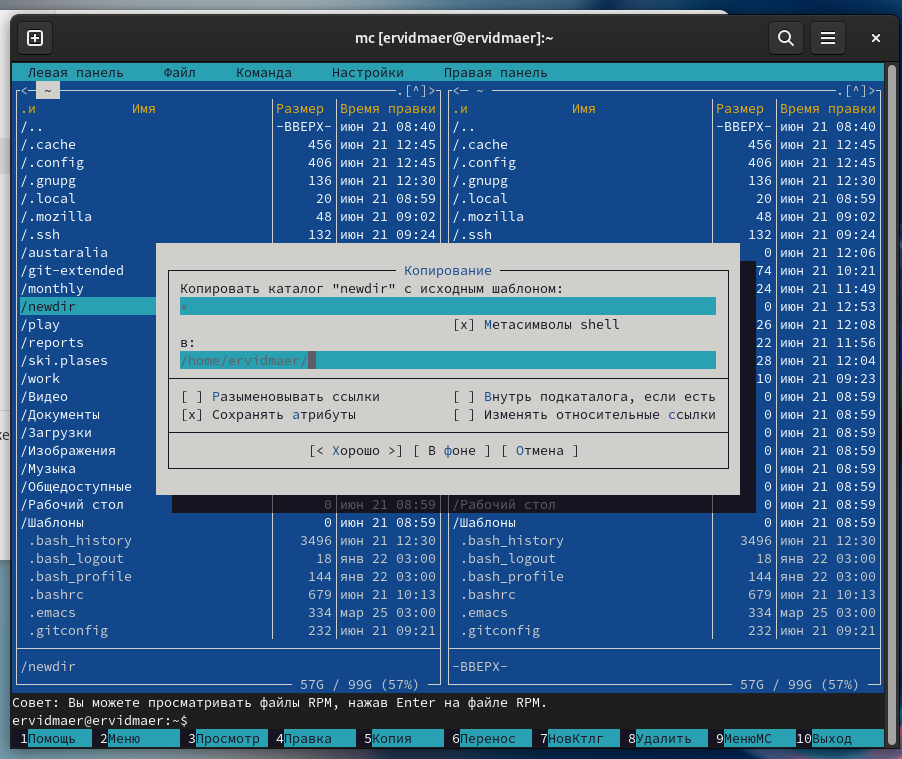 mc [ervidmaer@ervidmaer]:~
Левая панель Файл Команда Настройки Правая панель
<— ~ .[^]> <— ~ .[^]>
.и Имя Размер Время правки .и Имя Размер Время правки
/.. -ВВЕРХ- июн 21 08:40 /.. -ВВЕРХ- июн 21 08:40
/.cache 456 июн 21 12:45 /.cache 456 июн 21 12:45
/.config 406 июн 21 12:45 /.config 406 июн 21 12:45
/.gnupg 136 июн 21 12:30 /.gnupg 136 июн 21 12:30
/.local 20 июн 21 08:59 /.local 20 июн 21 08:59
/.mozilla 48 июн 21 09:02 /.mozilla 48 июн 21 09:02
/.ssh 132 июн 21 09:24 /.ssh 132 июн 21 09:24
/austaralia 0 июн 21 12:06
/git-extended Копирование 74 июн 21 10:21
/monthly Копировать каталог "newdir" с исходным шаблоном: 24 июн 21 11:49
/newdir * 0 июн 21 12:53
/play [x] Метасимволы shell 26 июн 21 12:08
/reports в: 22 июн 21 11:56
/ski.plases /home/ervidmaer/ 28 июн 21 12:04
/work 10 июн 21 09:23
/Видео [ ] Разыменовывать ссылки [ ] Внутрь подкаталога, если есть 0 июн 21 08:59
/Документы [x] Сохранять атрибуты [ ] Изменять относительные ссылки 0 июн 21 08:59
/Загрузки 0 июн 21 08:59
/Изображения [< Хорошо >] [ В фоне ] [ Отмена ] 0 июн 21 08:59
/Музыка 0 июн 21 08:59
/Общедоступные 0 июн 21 08:59
/Рабочий стол 0 июн 21 08:59 /Рабочий стол 0 июн 21 08:59
/Шаблоны 0 июн 21 08:59 /Шаблоны 0 июн 21 08:59
.bash_history 3496 июн 21 12:30 .bash_history 3496 июн 21 12:30
.bash_logout 18 янв 22 03:00 .bash_logout 18 янв 22 03:00
.bash_profile 144 янв 22 03:00 .bash_profile 144 янв 22 03:00
.bashrc 679 июн 21 10:13 .bashrc 679 июн 21 10:13
.emacs 334 мар 25 03:00 .emacs 334 мар 25 03:00
.gitconfig 232 июн 21 09:21 .gitconfig 232 июн 21 09:21
/newdir -ВВЕРХ-
57G / 99G (57%) 57G / 99G (57%)
Совет: Вы можете просматривать файлы RPM, нажав Enter на файле RPM.
ervidmaer@ervidmaer:~$
1Помощь 2Меню 3Просмотр 4Правка 5Копия 6Перенос 7НовКтлг 8Удалить 9МенюМС 10Выход